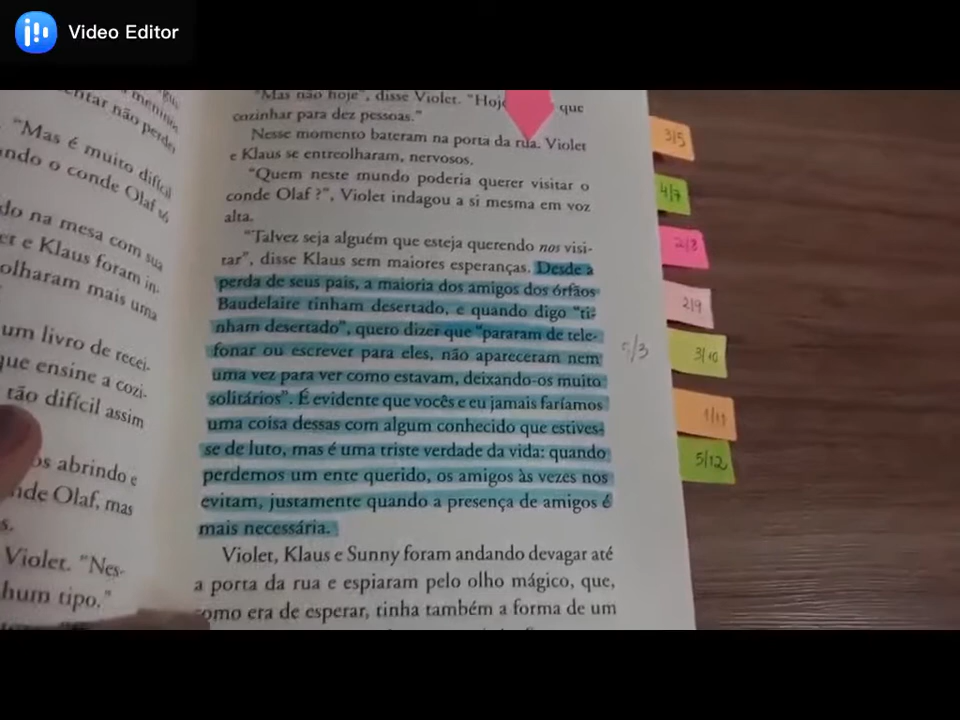 Video Editor
"Mas é muito difícil
ando o conde Olaf só
do na mesa com sua
et e Klaus foram in-
olharam mais uma
um livro de recei-
que ensine a cozi-
tão difícil assim
os abrindo e
nde Olaf, mas
s.
Violet. "Nes-
hum tipo."
"Mas não hoje", disse Violet. "Hoj que
cozinhar para dez pessoas."
Nesse momento bateram na porta da rua. Violet
e Klaus se entreolharam, nervosos.
"Quem neste mundo poderia querer visitar o
conde Olaf ?", Violet indagou a si mesma em voz
alta.
"Talvez seja alguém que esteja querendo nos visi-
tar", disse Klaus sem maiores esperanças. Desde a
perda de seus pais, a maioria dos amigos dos órfãos
Baudelaire tinham desertado, e quando digo "ti-
nham desertado", quero dizer que "pararam de tele-
fonar ou escrever para eles, não apareceram nem
uma vez para ver como estavam, deixando-os muito
solitários". É evidente que vocês e eu jamais faríamos
uma coisa dessas com algum conhecido que estives-
se de luto, mas é uma triste verdade da vida: quando
perdemos um ente querido, os amigos às vezes nos
evitam, justamente quando a presença de amigos é
mais necessária.
Violet, Klaus e Sunny foram andando devagar até
a porta da rua e espiaram pelo olho mágico, que,
como era de esperar, tinha também a forma de um
3/5
4/7
2/8
2/9
3/10
1/11
5/12